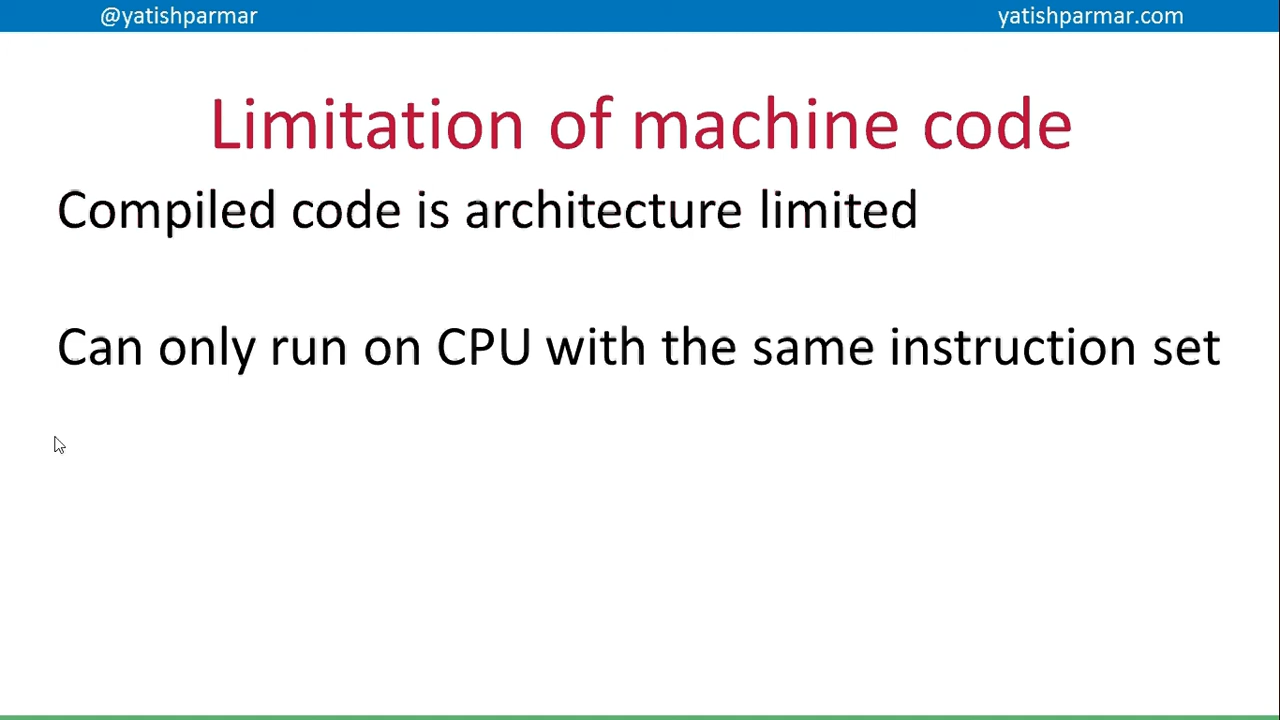 @yatishparmar
yatishparmar.com
Limitation of machine code
Compiled code is architecture limited
Can only run on CPU with the same instruction set